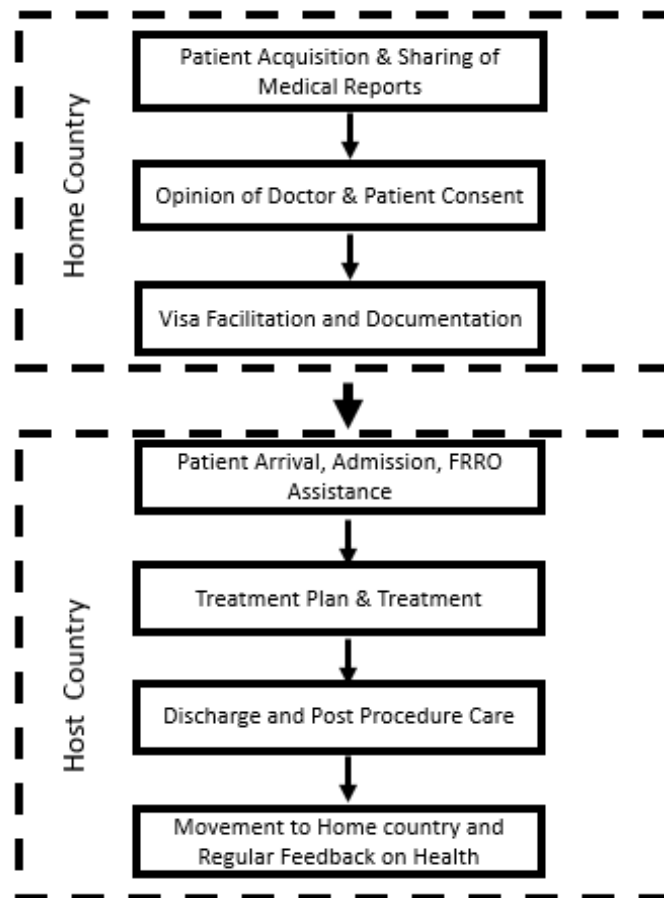 Home Country
Patient Acquisition & Sharing of
Medical Reports
Opinion of Doctor & Patient Consent
Visa Facilitation and Documentation
Host Country
Patient Arrival, Admission, FRRO
Assistance
Treatment Plan & Treatment
Discharge and Post Procedure Care
Movement to Home country and
Regular Feedback on Health